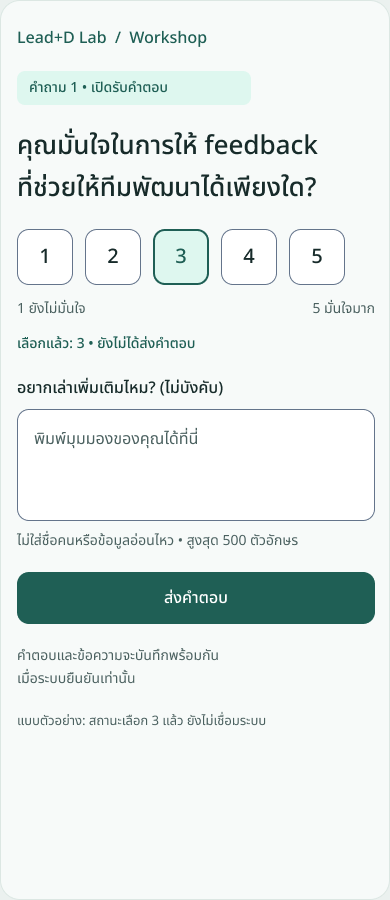 Lead+D Lab / Workshop
คำถาม 1 • เปิดรับคำตอบ
คุณมั่นใจในการให้ feedback
ที่ช่วยให้ทีมพัฒนาได้เพียงใด?
1 2 3 4 5
1 ยังไม่มั่นใจ 5 มั่นใจมาก
เลือกแล้ว: 3 • ยังไม่ได้ส่งคำตอบ
อยากเล่าเพิ่มเติมไหม? (ไม่บังคับ)
พิมพ์มุมมองของคุณได้ที่นี่
ไม่ใส่ชื่อคนหรือข้อมูลอ่อนไหว • สูงสุด 500 ตัวอักษร
ส่งคำตอบ
คำตอบและข้อความจะบันทึกพร้อมกัน
เมื่อระบบยืนยันเท่านั้น
แบบตัวอย่าง: สถานะเลือก 3 แล้ว ยังไม่เชื่อมระบบ